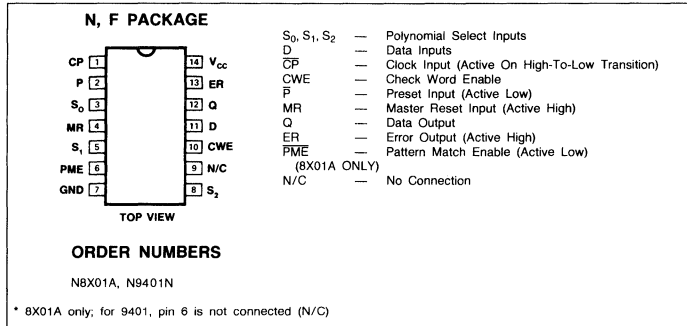 N, F PACKAGE
CP 1
P 2
S0 3
MR 4
S1 5
PME 6
GND 7
14 Vcc
13 ER
12 Q
11 D
10 CWE
9 N/C
8 S2
TOP VIEW
S0, S1, S2 — Polynomial Select Inputs
D — Data Inputs
C̅P̅ — Clock Input (Active On High-To-Low Transition)
CWE — Check Word Enable
P̅ — Preset Input (Active Low)
MR — Master Reset Input (Active High)
Q — Data Output
ER — Error Output (Active High)
P̅M̅E̅ — Pattern Match Enable (Active Low)
(8X01A ONLY)
N/C — No Connection
ORDER NUMBERS
N8X01A, N9401N
* 8X01A only; for 9401, pin 6 is not connected (N/C)